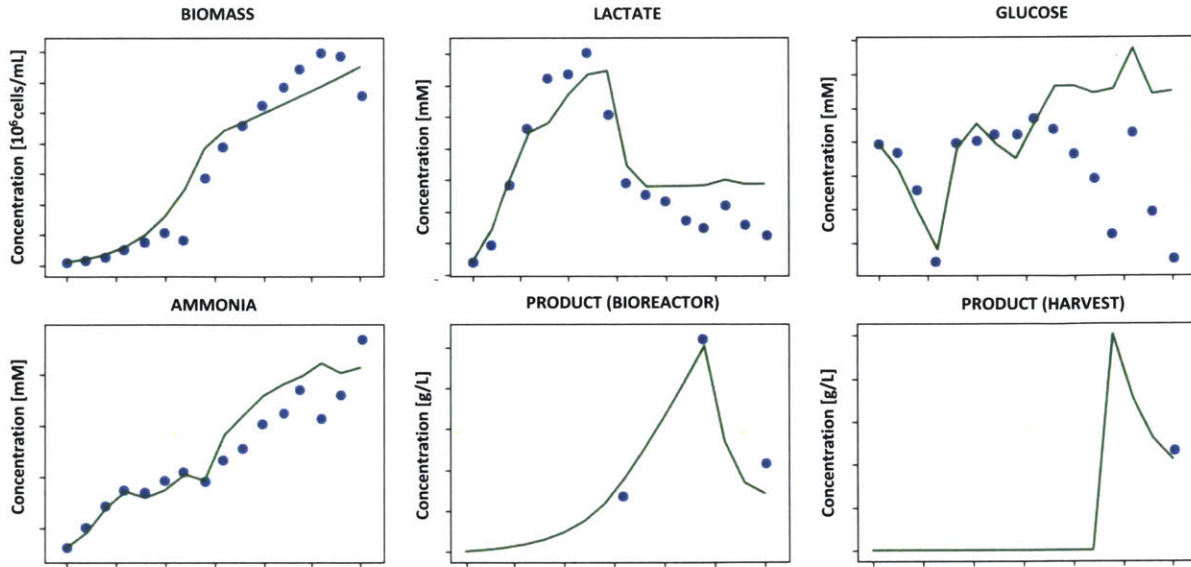 BIOMASS
LACTATE
GLUCOSE
Concentration [10⁶cells/mL]
Concentration [mM]
Concentration [mM]
AMMONIA
PRODUCT (BIOREACTOR)
PRODUCT (HARVEST)
Concentration [mM]
Concentration [g/L]
Concentration [g/L]